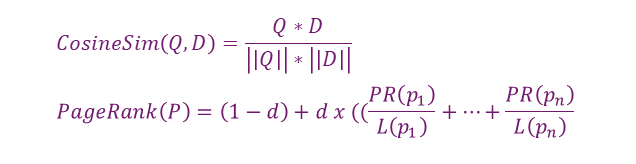 CosineSim(Q, D) = Q * D / ||Q|| * ||D||
PageRank(P) = (1 − d) + d x ((PR(p₁) / L(p₁) + ⋯ + PR(pₙ) / L(pₙ)